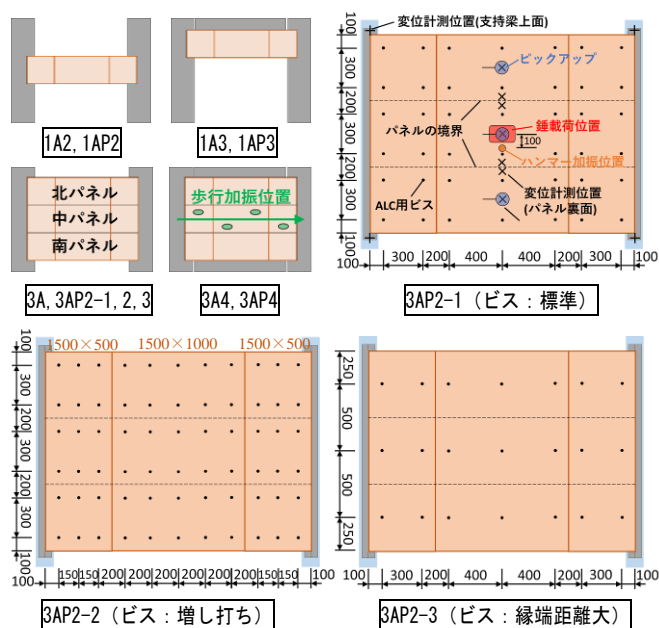 1A2, 1AP2
1A3, 1AP3
北パネル
中パネル
南パネル
3A, 3AP2-1, 2, 3
歩行加振位置
3A4, 3AP4
100
300
200
300
200
300
100
変位計測位置(支持梁上面)
ピックアップ
パネルの境界
錘載荷位置
100
ハンマー加振位置
ALC用ビス
変位計測位置
(パネル裏面)
100
300
200
400
400
200
300
100
3AP2-1（ビス：標準）
1500×500
1500×1000
1500×500
100
300
200
300
200
300
100
100
150
150
200
200
200
200
200
200
150
150
100
3AP2-2（ビス：増し打ち）
250
500
500
250
100
300
200
400
400
200
300
100
3AP2-3（ビス：縁端距離大）